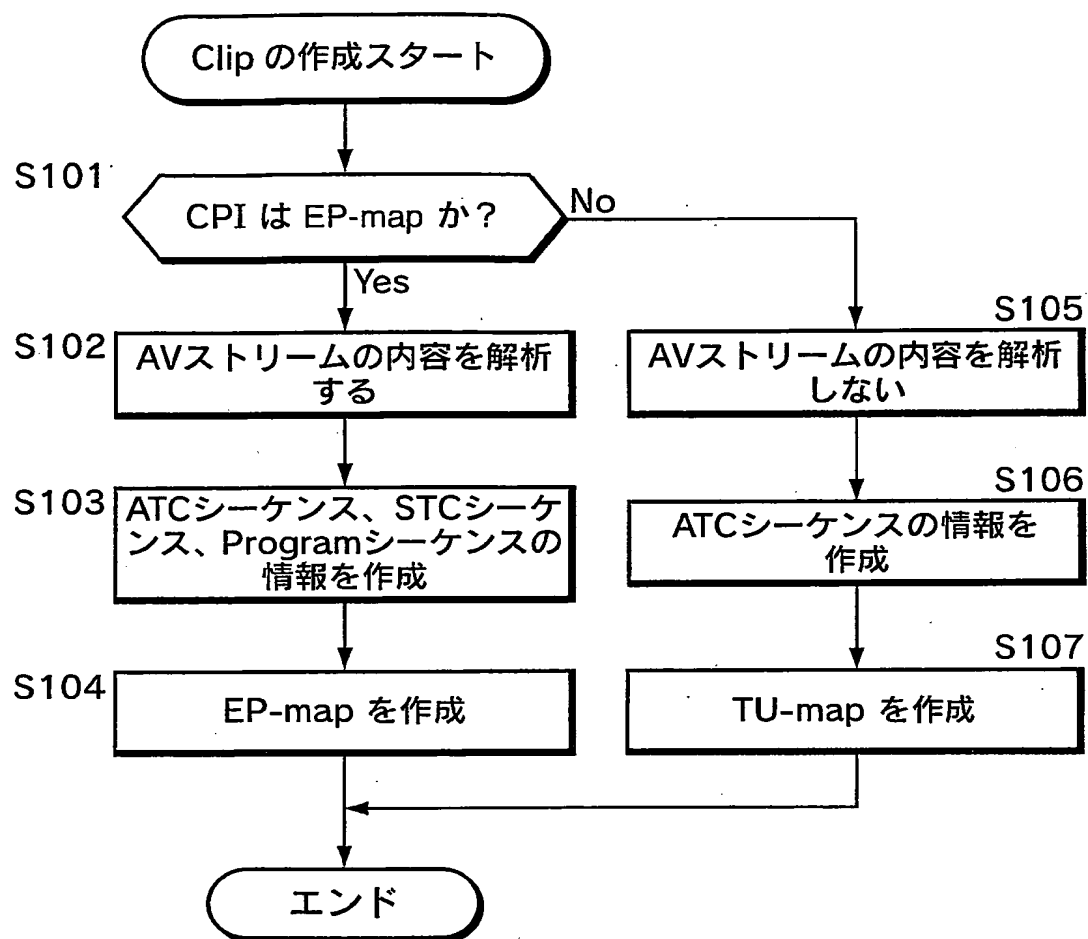 Clip の作成スタート
S101
CPI は EP-map か?
No
Yes
S102
AVストリームの内容を解析
する
S103
ATCシーケンス、STCシーケ
ンス、Programシーケンスの
情報を作成
S104
EP-map を作成
S105
AVストリームの内容を解析
しない
S106
ATCシーケンスの情報を
作成
S107
TU-map を作成
エンド